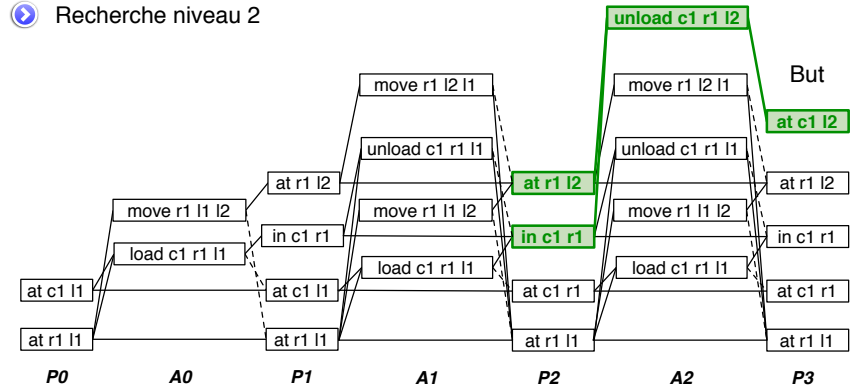 Recherche niveau 2
unload c1 r1 l2
But
move r1 l2 l1
move r1 l2 l1
at c1 l2
unload c1 r1 l1
unload c1 r1 l1
at r1 l2
at r1 l2
at r1 l2
move r1 l1 l2
move r1 l1 l2
move r1 l1 l2
in c1 r1
in c1 r1
in c1 r1
load c1 r1 l1
load c1 r1 l1
load c1 r1 l1
at c1 l1
at c1 l1
at c1 r1
at c1 r1
at r1 l1
at r1 l1
at r1 l1
at r1 l1
P0 A0 P1 A1 P2 A2 P3